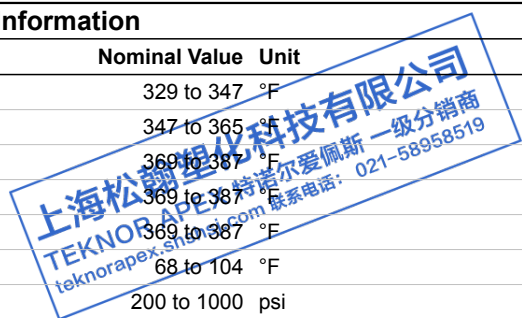 nformation
Nominal Value Unit
329 to 347 °F
347 to 365 °F
369 to 387 °F
369 to 387 °F
369 to 387 °F
68 to 104 °F
200 to 1000 psi
上海松翰塑化科技有限公司
TEKNOR APEX 特诺尔爱佩斯 一级分销商
teknorapex.shshsj.com 联系电话: 021-58958519